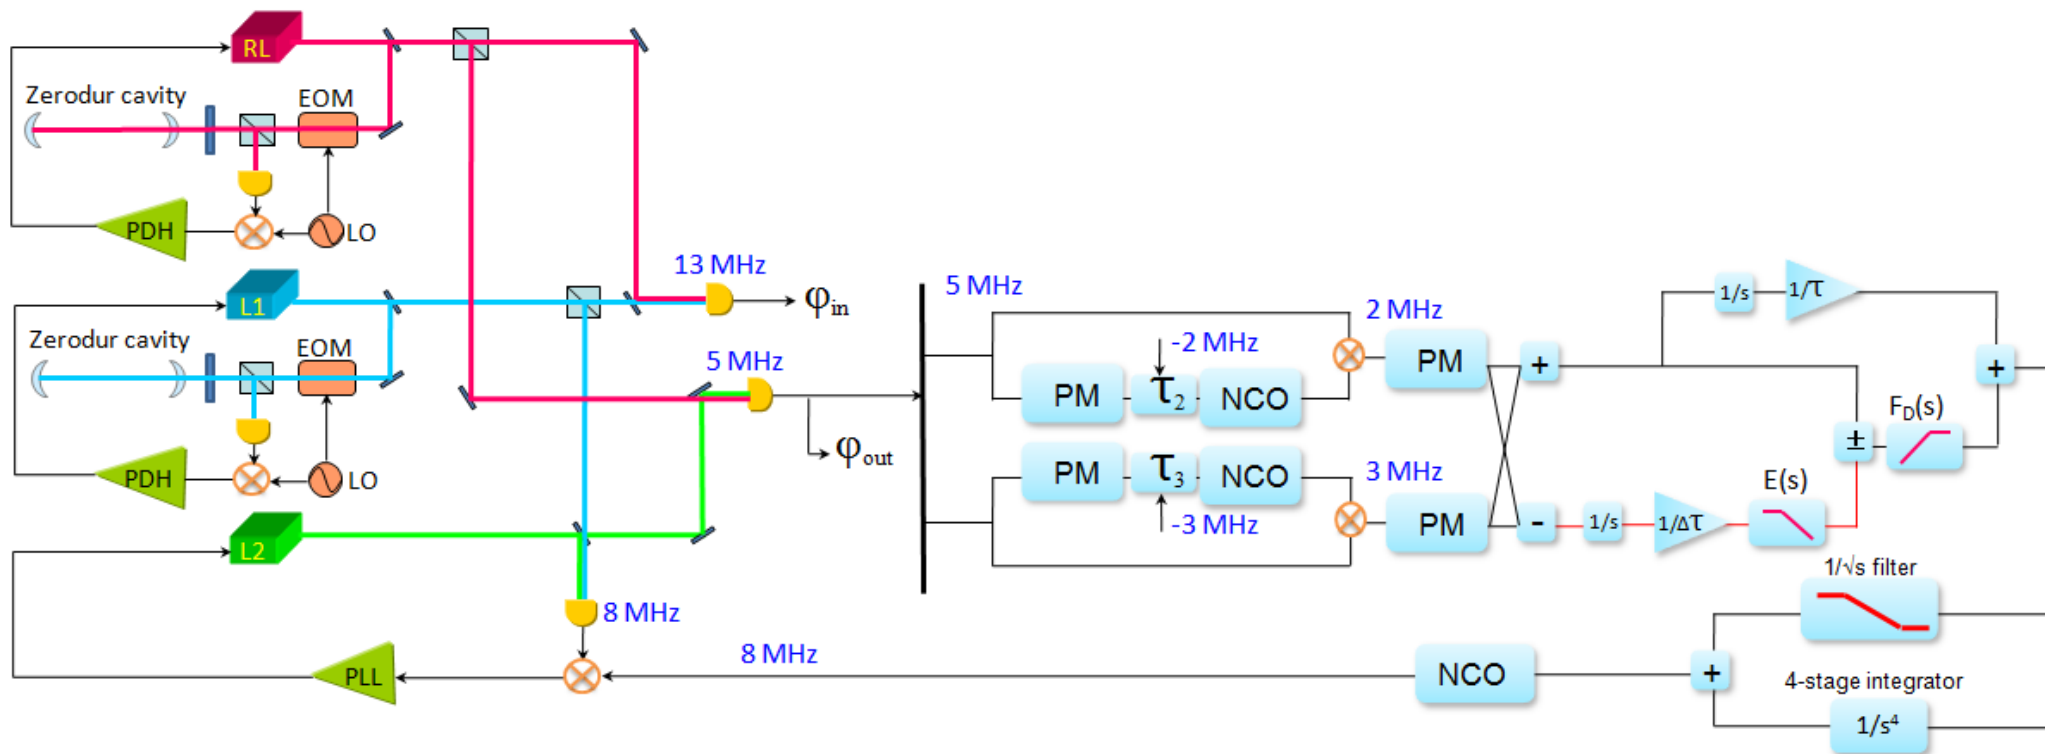 RL
Zerodur cavity
EOM
PDH
LO
L1
Zerodur cavity
EOM
PDH
LO
L2
PLL
13 MHz
φin
5 MHz
φout
8 MHz
8 MHz
5 MHz
-2 MHz
PM
τ2
NCO
2 MHz
PM
+
PM
τ3
NCO
-3 MHz
3 MHz
PM
-
1/s
1/τ
+
±
FD(s)
1/s
1/Δτ
E(s)
1/√s filter
4-stage integrator
1/s⁴
+
NCO